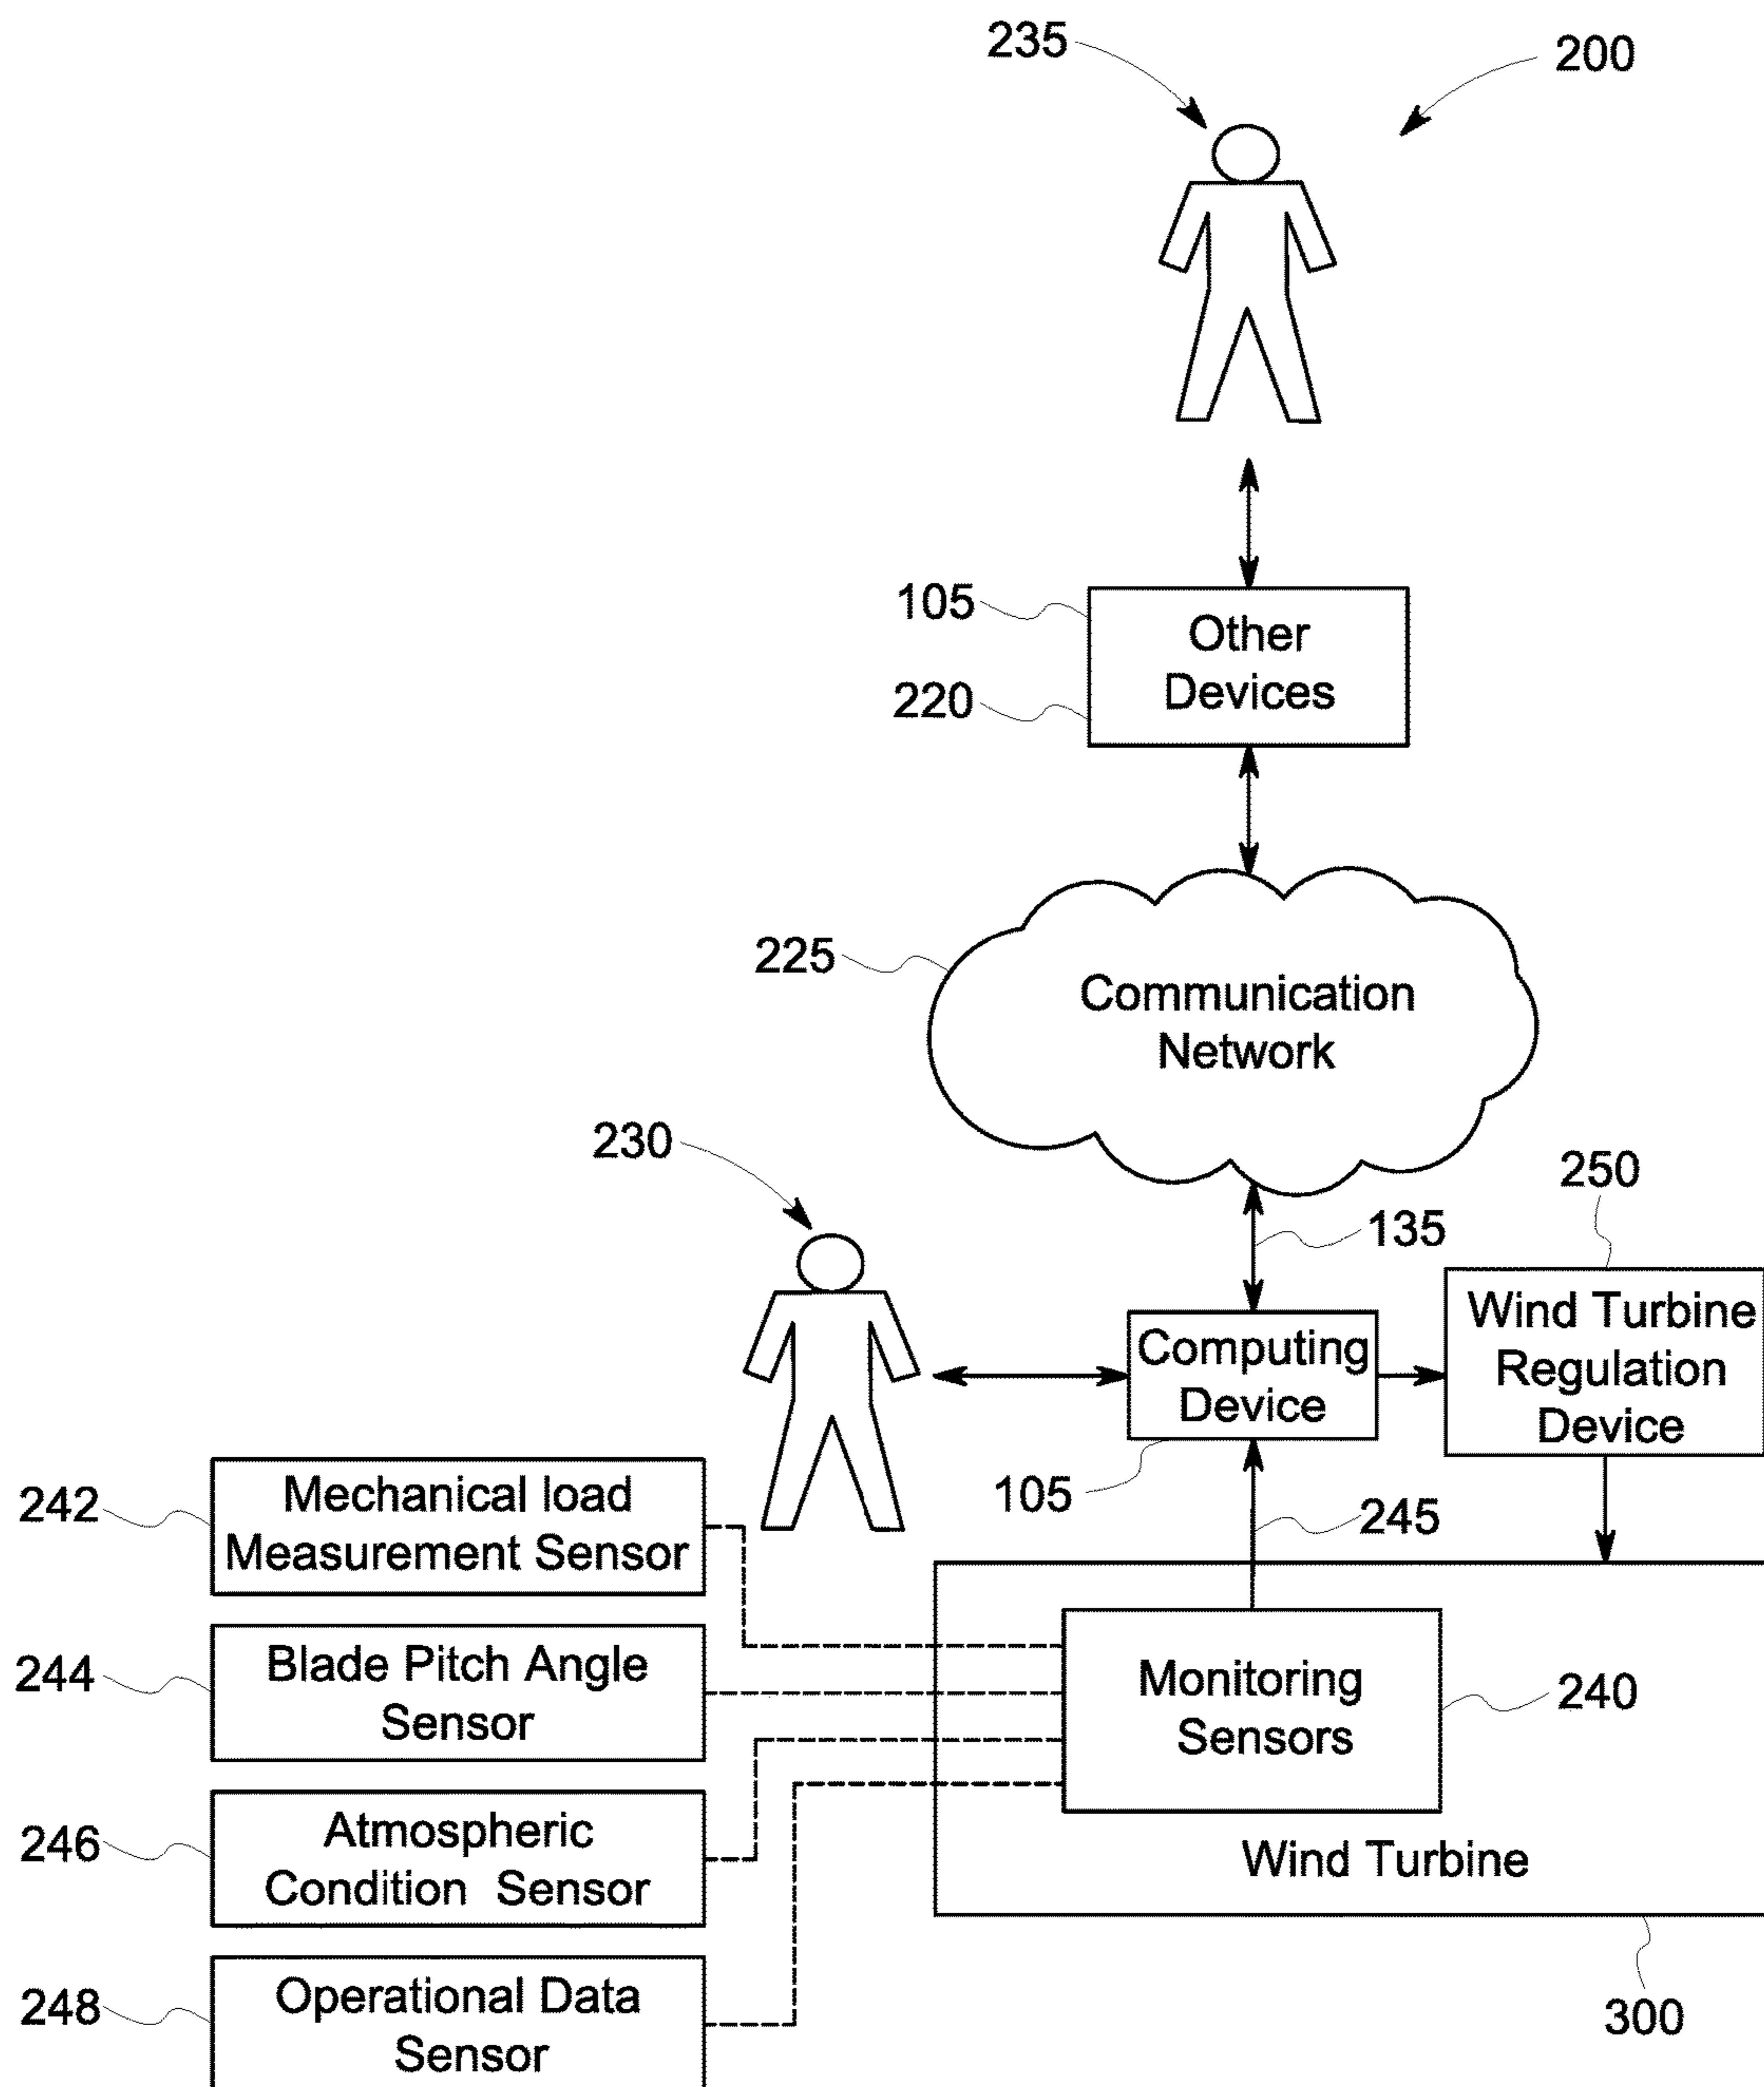 235
200
105
Other
Devices
220
225
Communication
Network
230
250
135
Wind Turbine
Regulation
Device
Computing
Device
105
245
242
Mechanical load
Measurement Sensor
244
Blade Pitch Angle
Sensor
Monitoring
Sensors
240
246
Atmospheric
Condition Sensor
Wind Turbine
248
Operational Data
Sensor
300